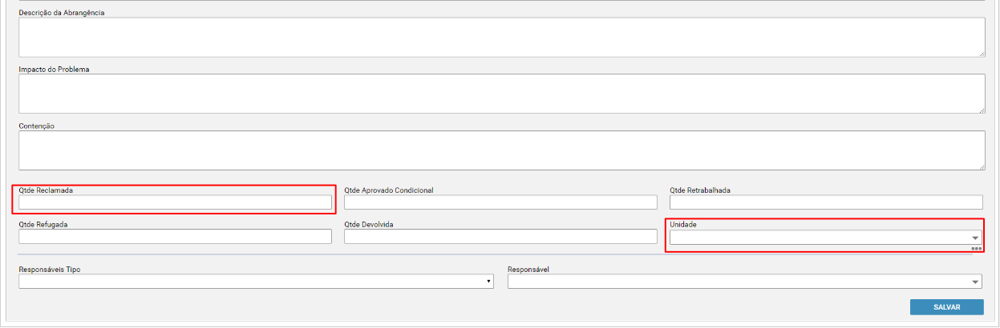 Descrição da Abrangência
Impacto do Problema
Contenção
Qtde Reclamada
Qtde Aprovado Condicional
Qtde Retrabalhada
Qtde Refugada
Qtde Devolvida
Unidade
Responsáveis Tipo
Responsável
SALVAR